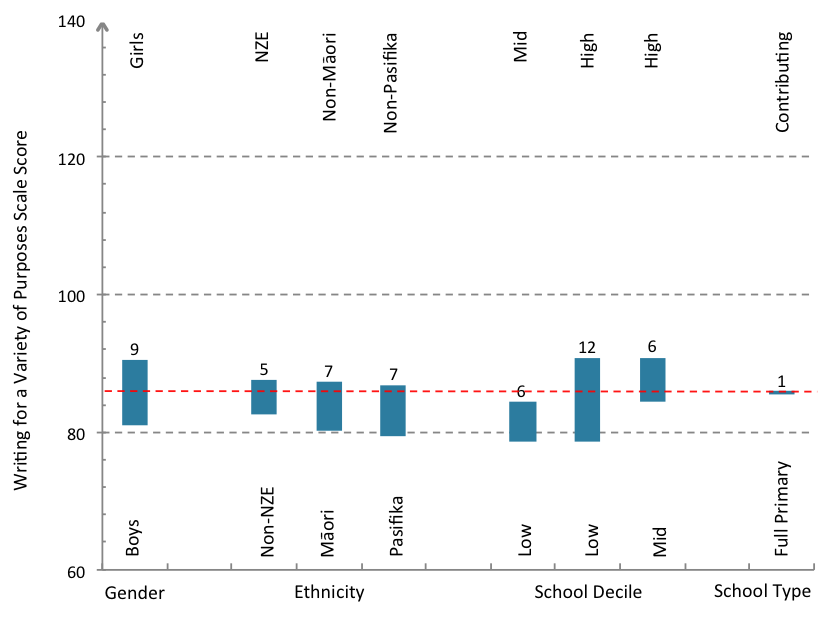 140
120
100
80
60
Writing for a Variety of Purposes Scale Score
Girls
NZE
Non-Māori
Non-Pasifika
Mid
High
High
Contributing
9
5
7
7
6
12
6
1
Boys
Non-NZE
Māori
Pasifika
Low
Low
Mid
Full Primary
Gender
Ethnicity
School Decile
School Type